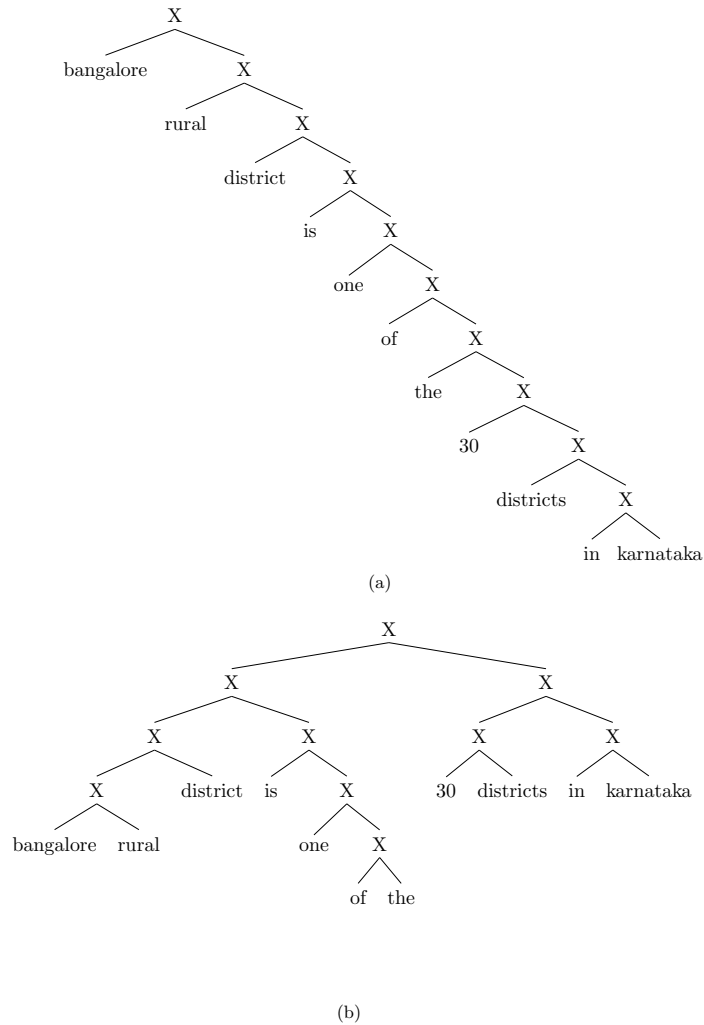 X
bangalore X
rural X
district X
is X
one X
of X
the X
30 X
districts X
in karnataka
(a)
X
X X
X X X X
X district is X 30 districts in karnataka
bangalore rural one X
of the
(b)